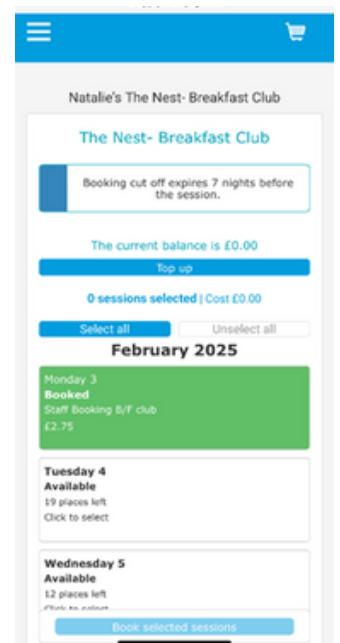 Natalie's The Nest- Breakfast Club
The Nest- Breakfast Club
Booking cut off expires 7 nights before
the session.
The current balance is £0.00
Top up
0 sessions selected | Cost £0.00
Select all
Unselect all
February 2025
Monday 3
Booked
Staff Booking B/F club
£2.75
Tuesday 4
Available
19 places left
Click to select
Wednesday 5
Available
12 places left
Click to select
Book selected sessions